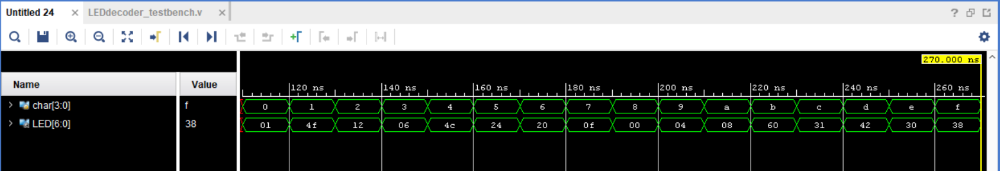 Untitled 24 × LEDdecoder_testbench.v × ?
270.000 ns
Name Value 120 ns 140 ns 160 ns 180 ns 200 ns 220 ns 240 ns 260 ns
> char[3:0] f 0 1 2 3 4 5 6 7 8 9 a b c d e f
> LED[6:0] 38 01 4f 12 06 4c 24 20 0f 00 04 08 60 31 42 30 38